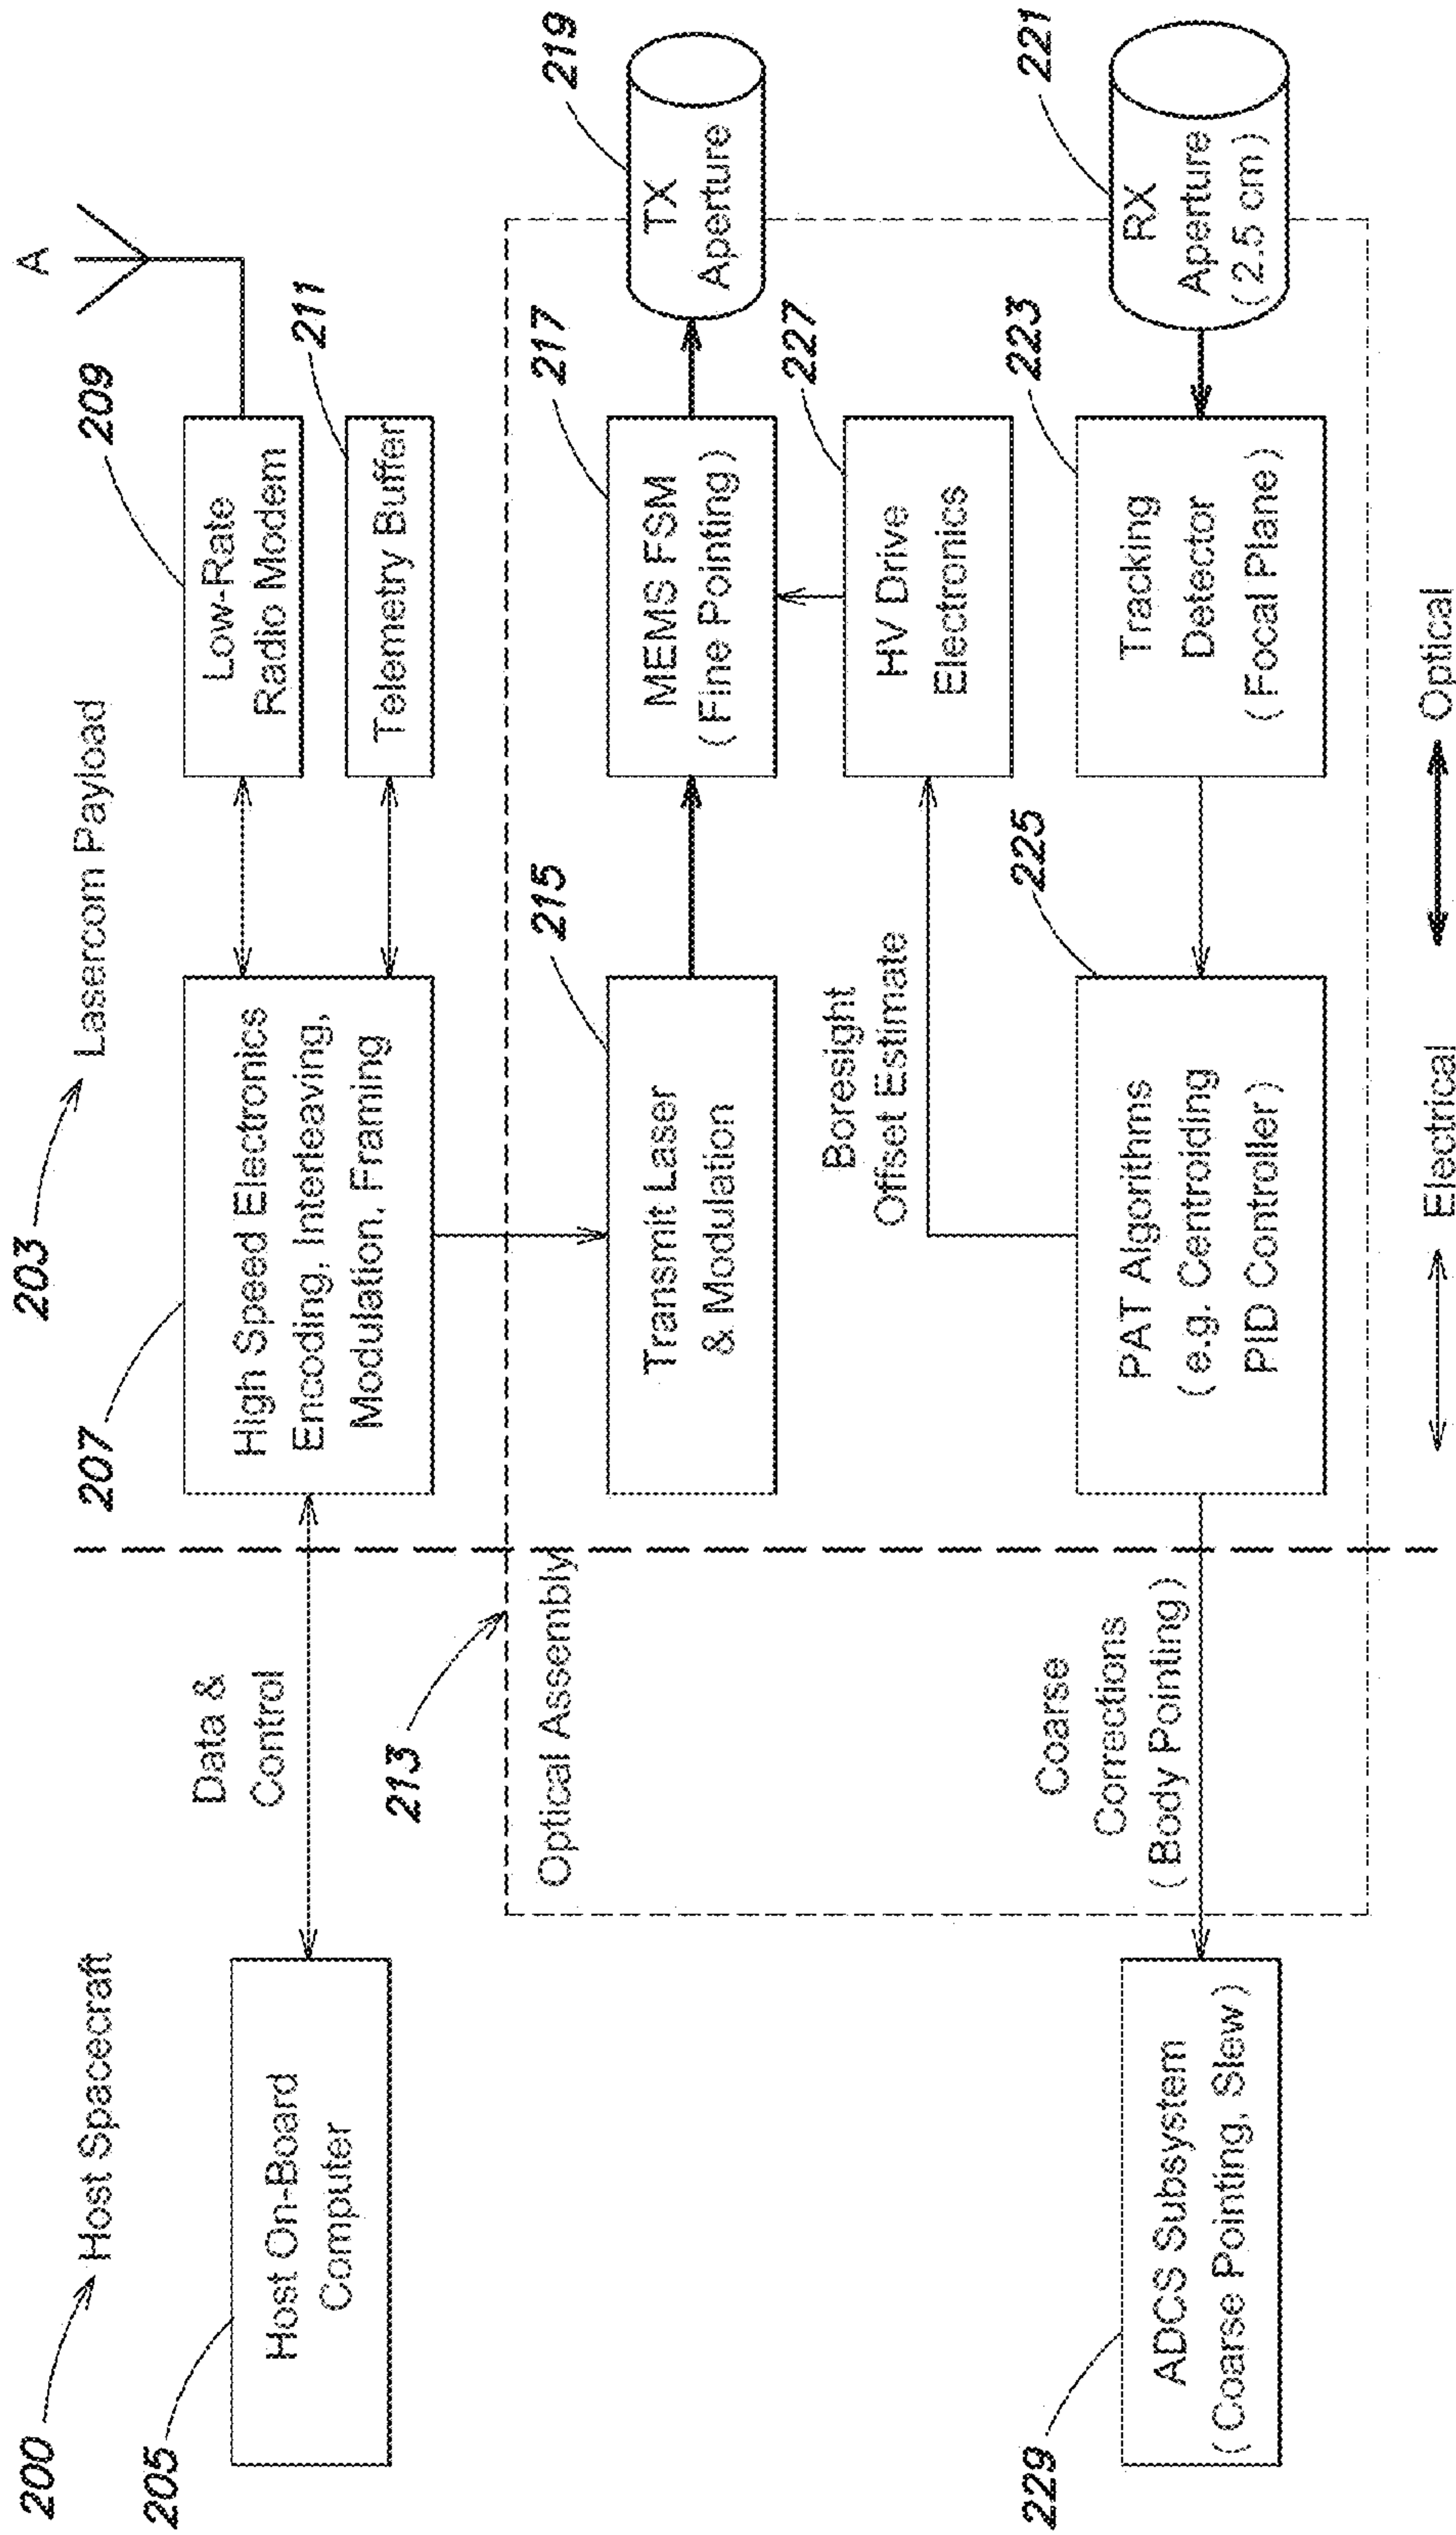 200
Host Spacecraft
203
Lasercom Payload
A
205
Host On-Board
Computer
Data &
Control
207
High Speed Electronics
Encoding, Interleaving,
Modulation, Framing
209
Low-Rate
Radio Modem
211
Telemetry Buffer
213
Optical Assembly
215
Transmit Laser
& Modulation
217
MEMS FSM
( Fine Pointing )
219
TX
Aperture
Boresight
Offset Estimate
227
HV Drive
Electronics
229
ADCS Subsystem
( Coarse Pointing, Slew )
Coarse
Corrections
( Body Pointing )
225
PAT Algorithms
( e.g. Centroiding
PID Controller )
223
Tracking
Detector
( Focal Plane )
221
RX
Aperture
( 2.5 cm )
Electrical
Optical